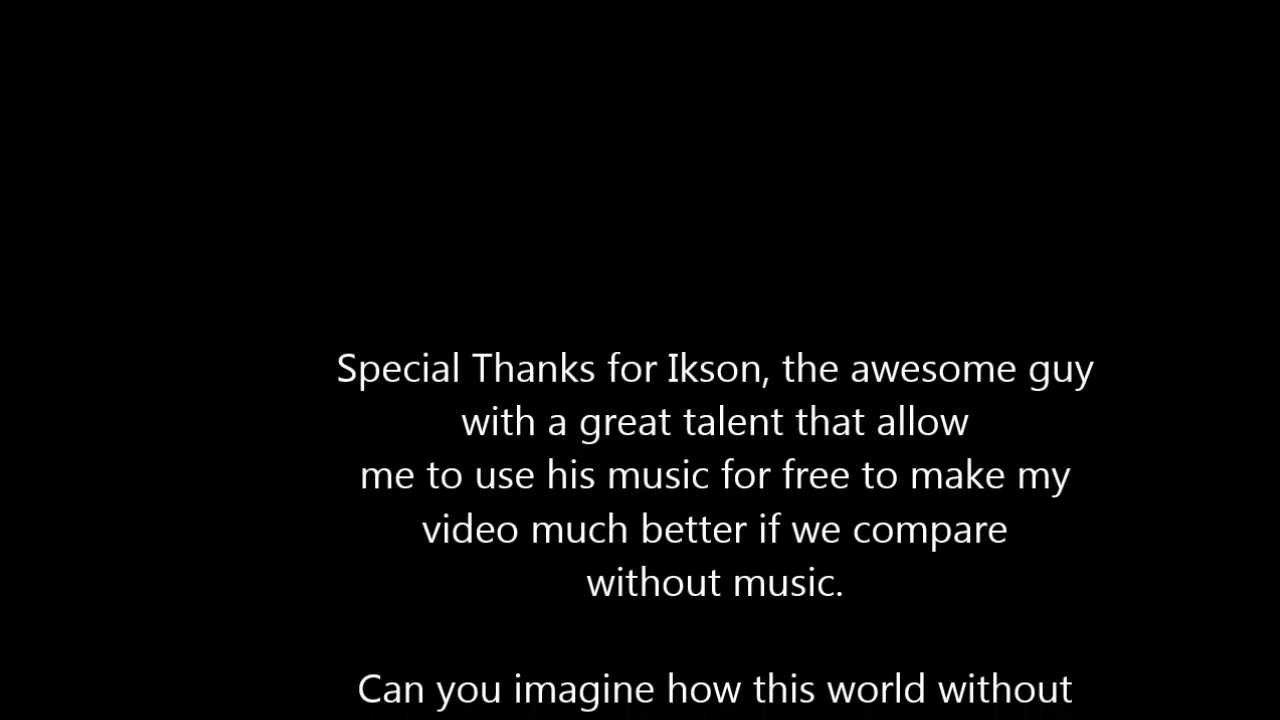 Special Thanks for Ikson, the awesome guy
with a great talent that allow
me to use his music for free to make my
video much better if we compare
without music.
Can you imagine how this world without